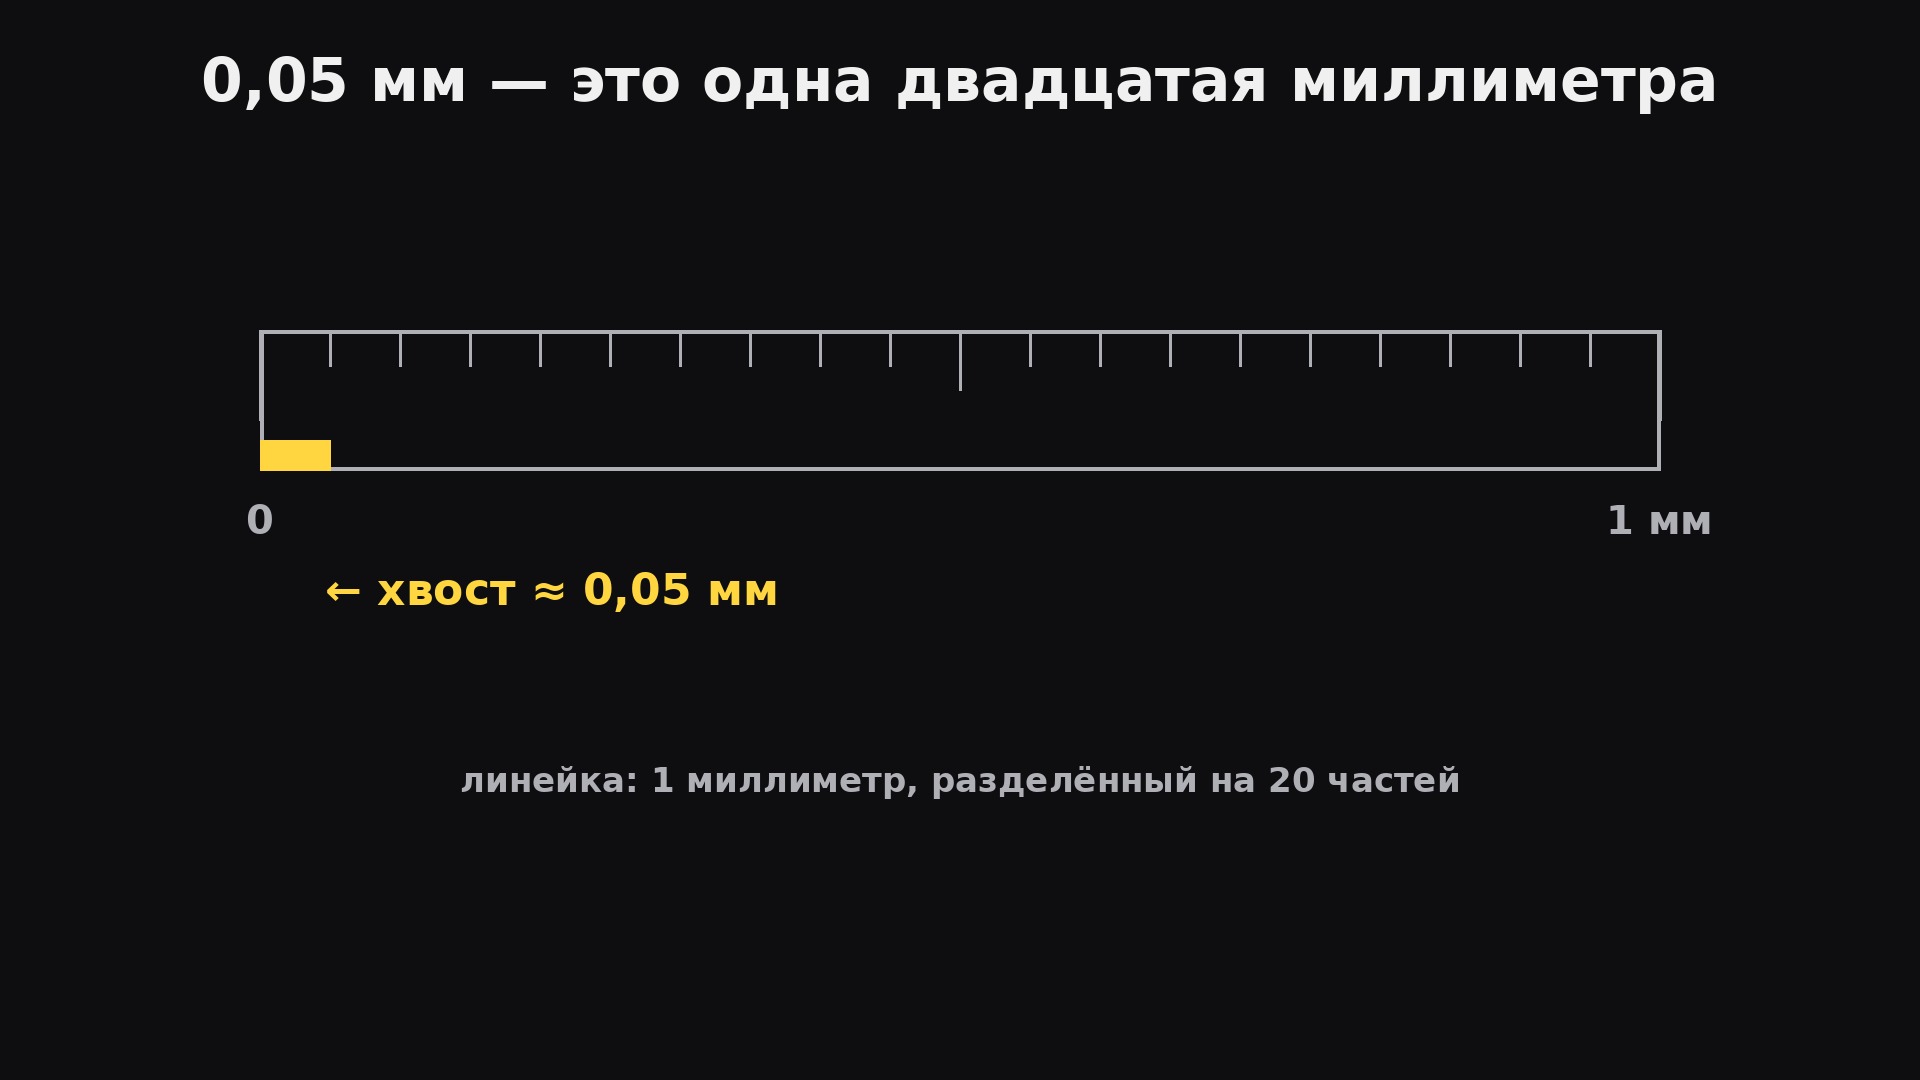 0,05 мм — это одна двадцатая миллиметра
0
1 мм
← хвост ≈ 0,05 мм
линейка: 1 миллиметр, разделённый на 20 частей